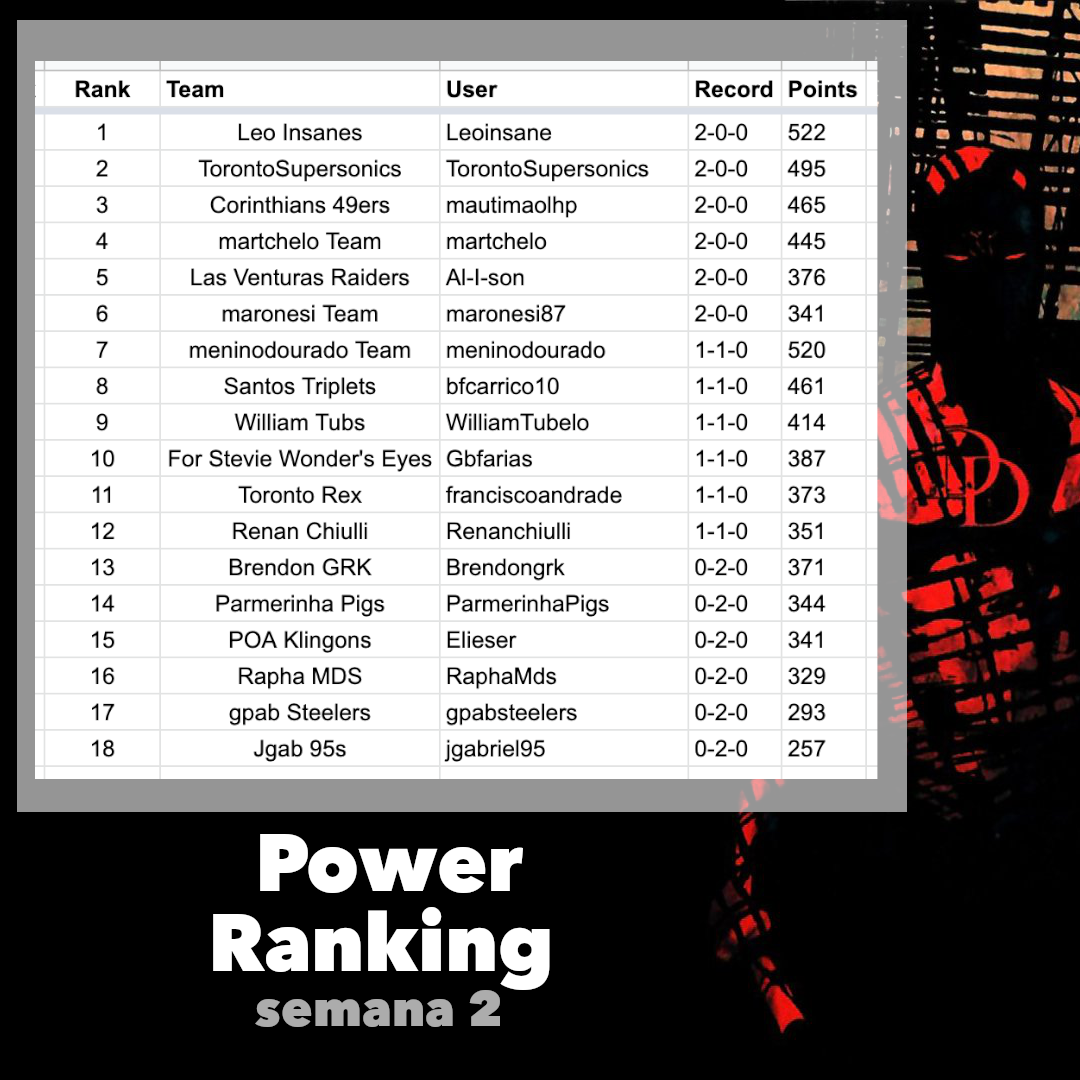 Rank Team User Record Points
1 Leo Insanes Leoinsane 2-0-0 522
2 TorontoSupersonics TorontoSupersonics 2-0-0 495
3 Corinthians 49ers mautimaolhp 2-0-0 465
4 martchelo Team martchelo 2-0-0 445
5 Las Venturas Raiders Al-I-son 2-0-0 376
6 maronesi Team maronesi87 2-0-0 341
7 meninodourado Team meninodourado 1-1-0 520
8 Santos Triplets bfcarrico10 1-1-0 461
9 William Tubs WilliamTubelo 1-1-0 414
10 For Stevie Wonder's Eyes Gbfarias 1-1-0 387
11 Toronto Rex franciscoandrade 1-1-0 373
12 Renan Chiulli Renanchiulli 1-1-0 351
13 Brendon GRK Brendongrk 0-2-0 371
14 Parmerinha Pigs ParmerinhaPigs 0-2-0 344
15 POA Klingons Elieser 0-2-0 341
16 Rapha MDS RaphaMds 0-2-0 329
17 gpab Steelers gpabsteelers 0-2-0 293
18 Jgab 95s jgabriel95 0-2-0 257
DD
Power
Ranking
semana 2